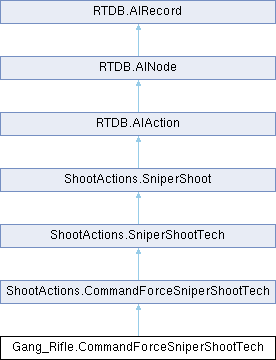 RTDB.AIRecord
RTDB.AINode
RTDB.AIAction
ShootActions.SniperShoot
ShootActions.SniperShootTech
ShootActions.CommandForceSniperShootTech
Gang_Rifle.CommandForceSniperShootTech